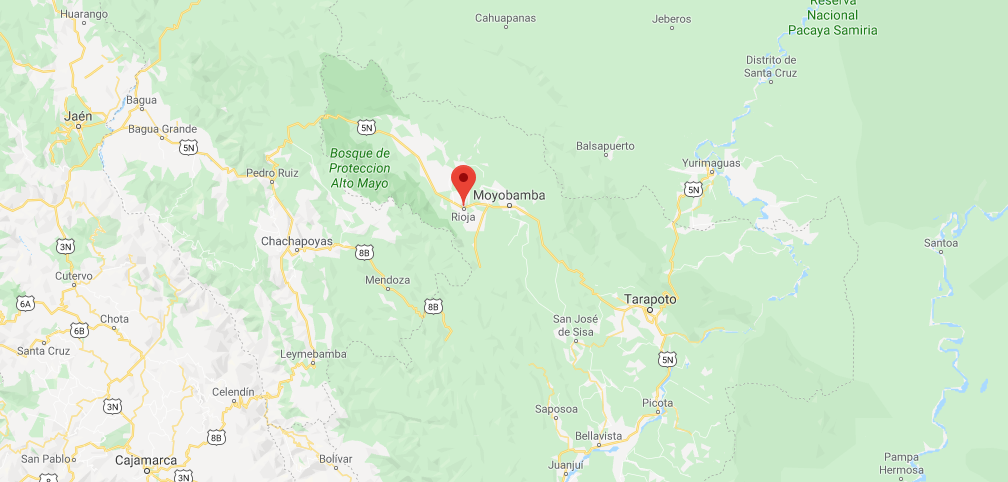 Huarango
Cahuapanas
Jeberos
Reserva
Nacional
Pacaya Samiria
Distrito de
Santa Cruz
Bagua
Jaén
Bagua Grande
5N
5N
Bosque de
Proteccion
Alto Mayo
Pedro Ruiz
Balsapuerto
Yurimaguas
5N
Moyobamba
Rioja
3N
Chachapoyas
8B
Santoa
Cutervo
Mendoza
6A
8B
Tarapoto
Chota
6B
San José
de Sisa
Santa Cruz
Leymebamba
5N
Celendín
3N
Picota
Saposoa
8B
Bellavista
San Pablo
Cajamarca
Bolívar
Juanjuí
Pampa
Hermosa
8B
3N